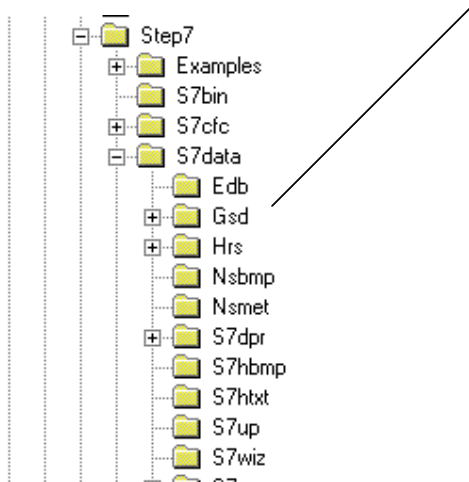 Step7
Examples
S7bin
S7cfc
S7data
Edb
Gsd
Hrs
Nsbmp
Nsmet
S7dpr
S7hbmp
S7htxt
S7up
S7wiz